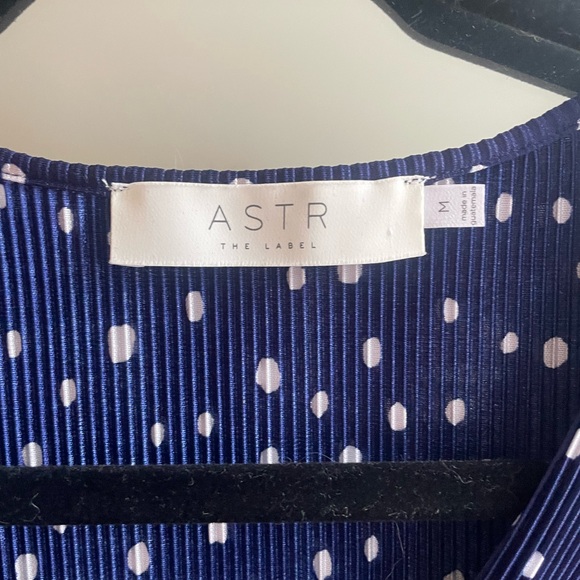 ASTR
THE LABEL
M
made in
guatemala